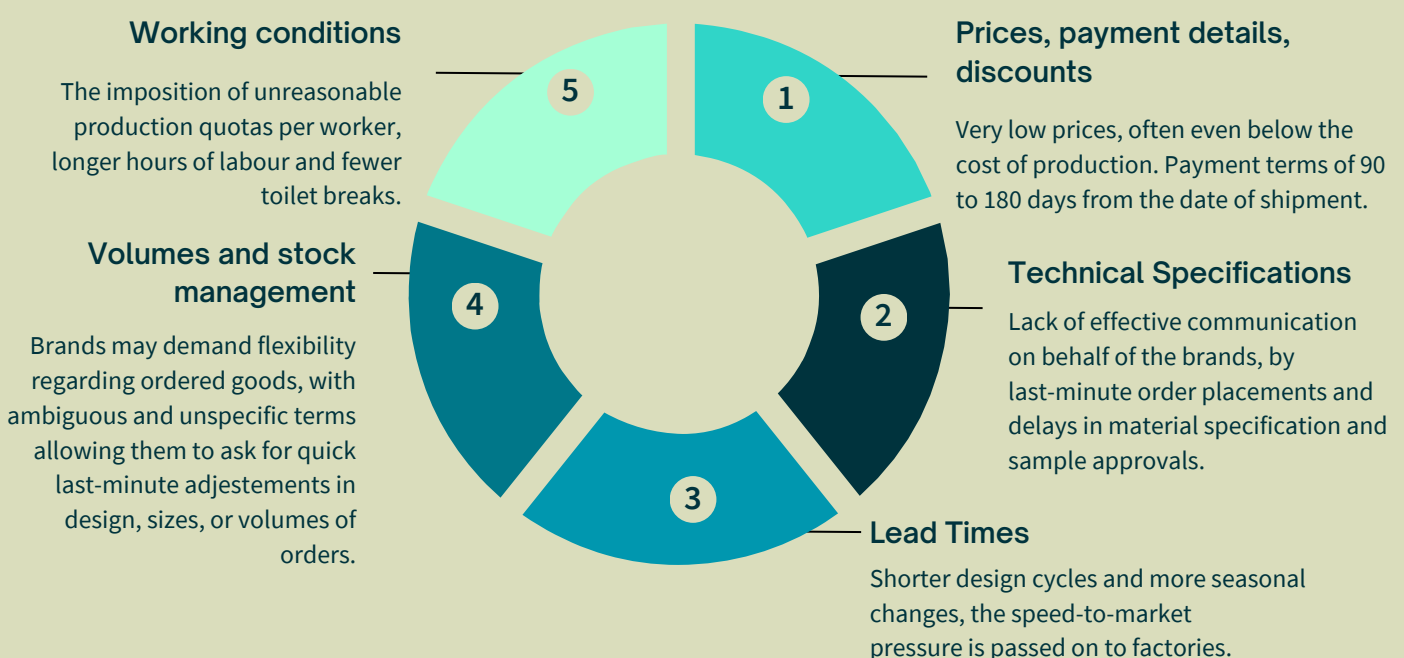 Prices, payment details,
discounts
Very low prices, often even below the
cost of production. Payment terms of 90
to 180 days from the date of shipment.
Technical Specifications
Lack of effective communication
on behalf of the brands, by
last-minute order placements and
delays in material specification and
sample approvals.
Lead Times
Shorter design cycles and more seasonal
changes, the speed-to-market
pressure is passed on to factories.
Volumes and stock
management
Brands may demand flexibility
regarding ordered goods, with
ambiguous and unspecific terms
allowing them to ask for quick
last-minute adjestements in
design, sizes, or volumes of
orders.
Working conditions
The imposition of unreasonable
production quotas per worker,
longer hours of labour and fewer
toilet breaks.
1
2
3
4
5